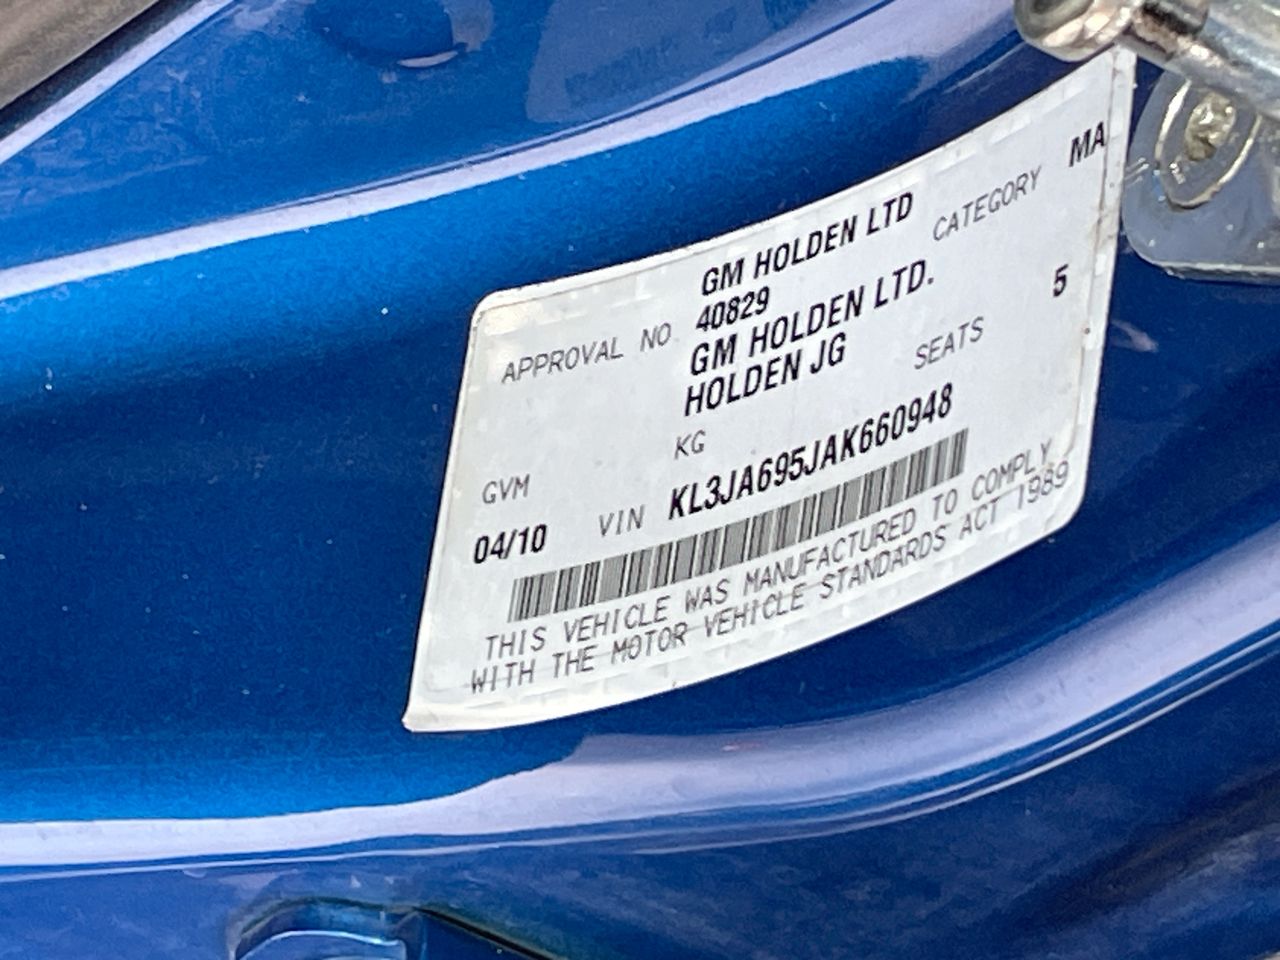 GM HOLDEN LTD
APPROVAL NO 40829 CATEGORY MA
GM HOLDEN LTD.
HOLDEN JG SEATS 5
GVM KG
04/10 VIN KL3JA695JAK660948
THIS VEHICLE WAS MANUFACTURED TO COMPLY
WITH THE MOTOR VEHICLE STANDARDS ACT 1989